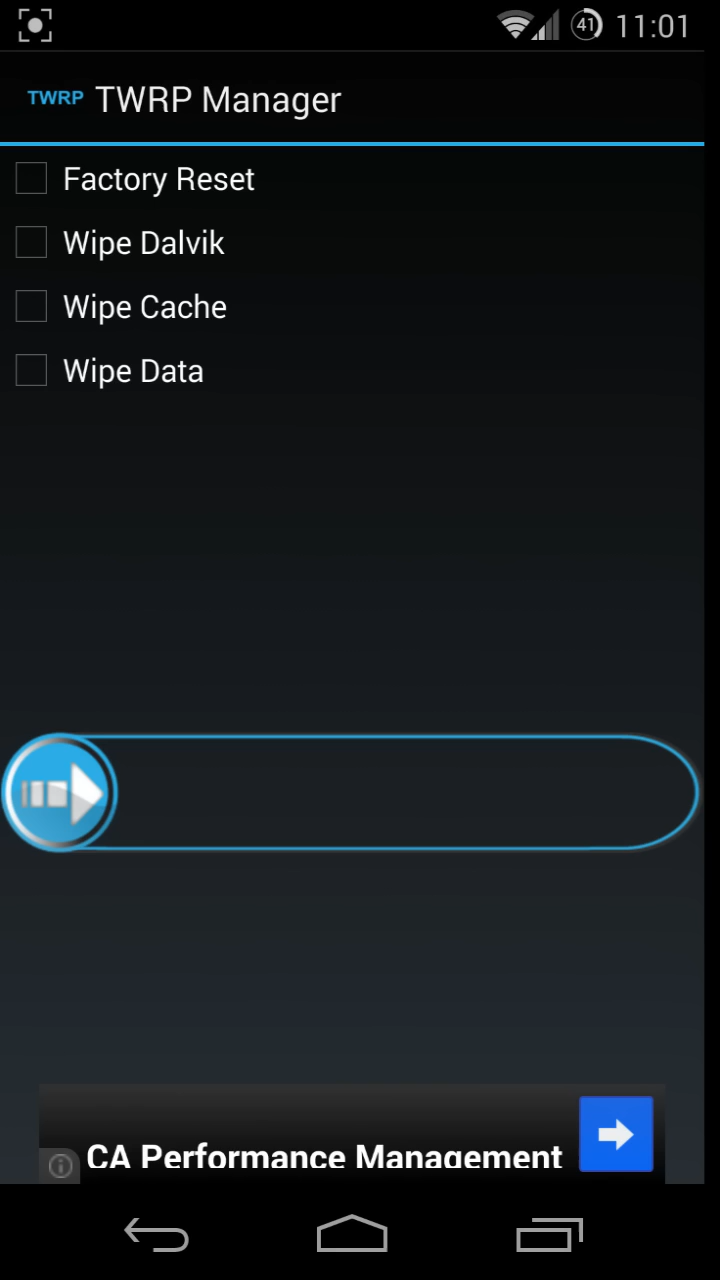 41 11:01
TWRP TWRP Manager
Factory Reset
Wipe Dalvik
Wipe Cache
Wipe Data
CA Performance Management